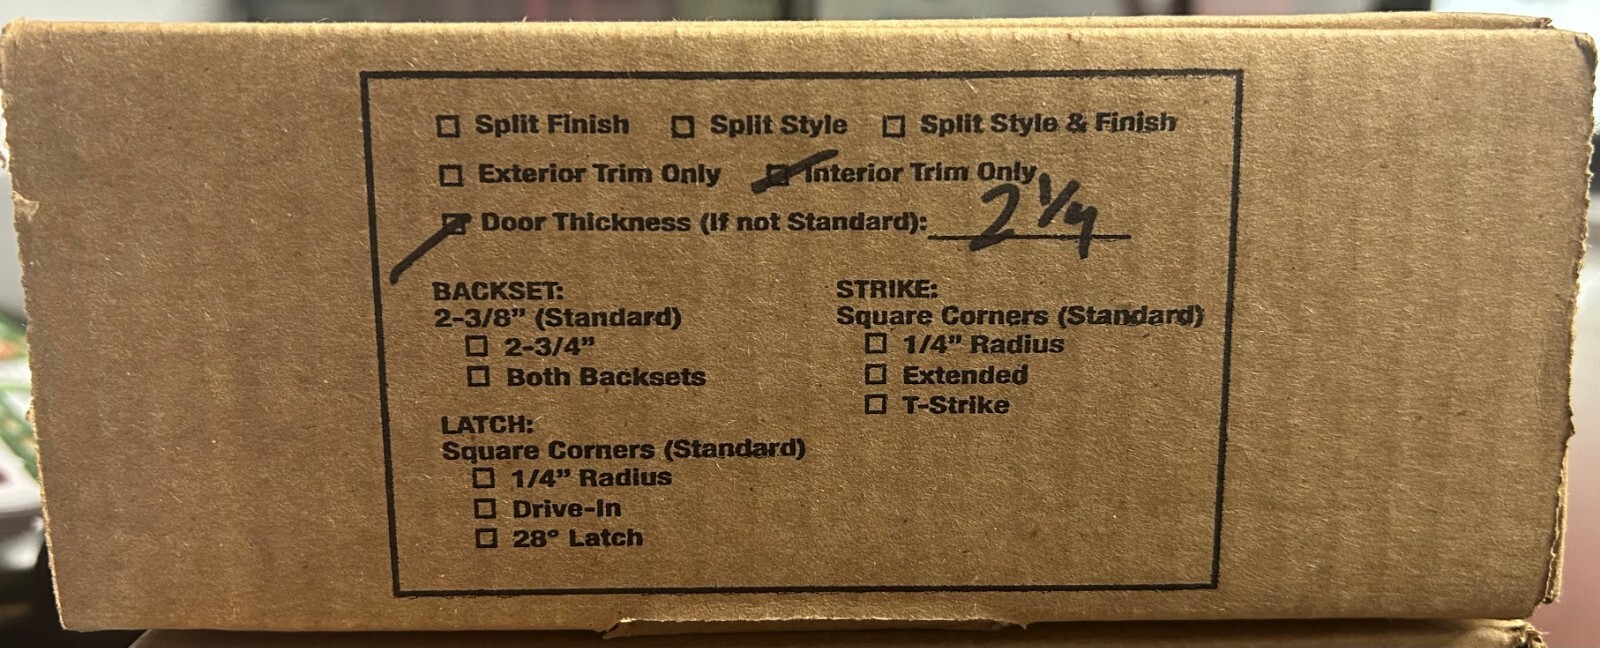 ☐ Split Finish ☐ Split Style ☐ Split Style & Finish
☐ Exterior Trim Only ☑ Interior Trim Only
☑ Door Thickness (If not Standard): 2 1/4
BACKSET:
2-3/8" (Standard)
☐ 2-3/4"
☐ Both Backsets
LATCH:
Square Corners (Standard)
☐ 1/4" Radius
☐ Drive-In
☐ 28° Latch
STRIKE:
Square Corners (Standard)
☐ 1/4" Radius
☐ Extended
☐ T-Strike